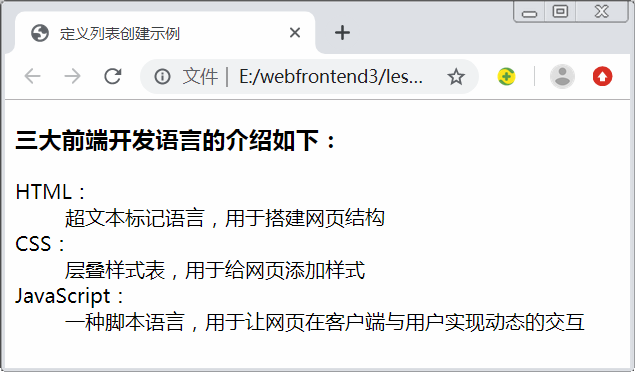 定义列表创建示例
文件 | E:/webfrontend3/les...
三大前端开发语言的介绍如下：
HTML：
超文本标记语言，用于搭建网页结构
CSS：
层叠样式表，用于给网页添加样式
JavaScript：
一种脚本语言，用于让网页在客户端与用户实现动态的交互